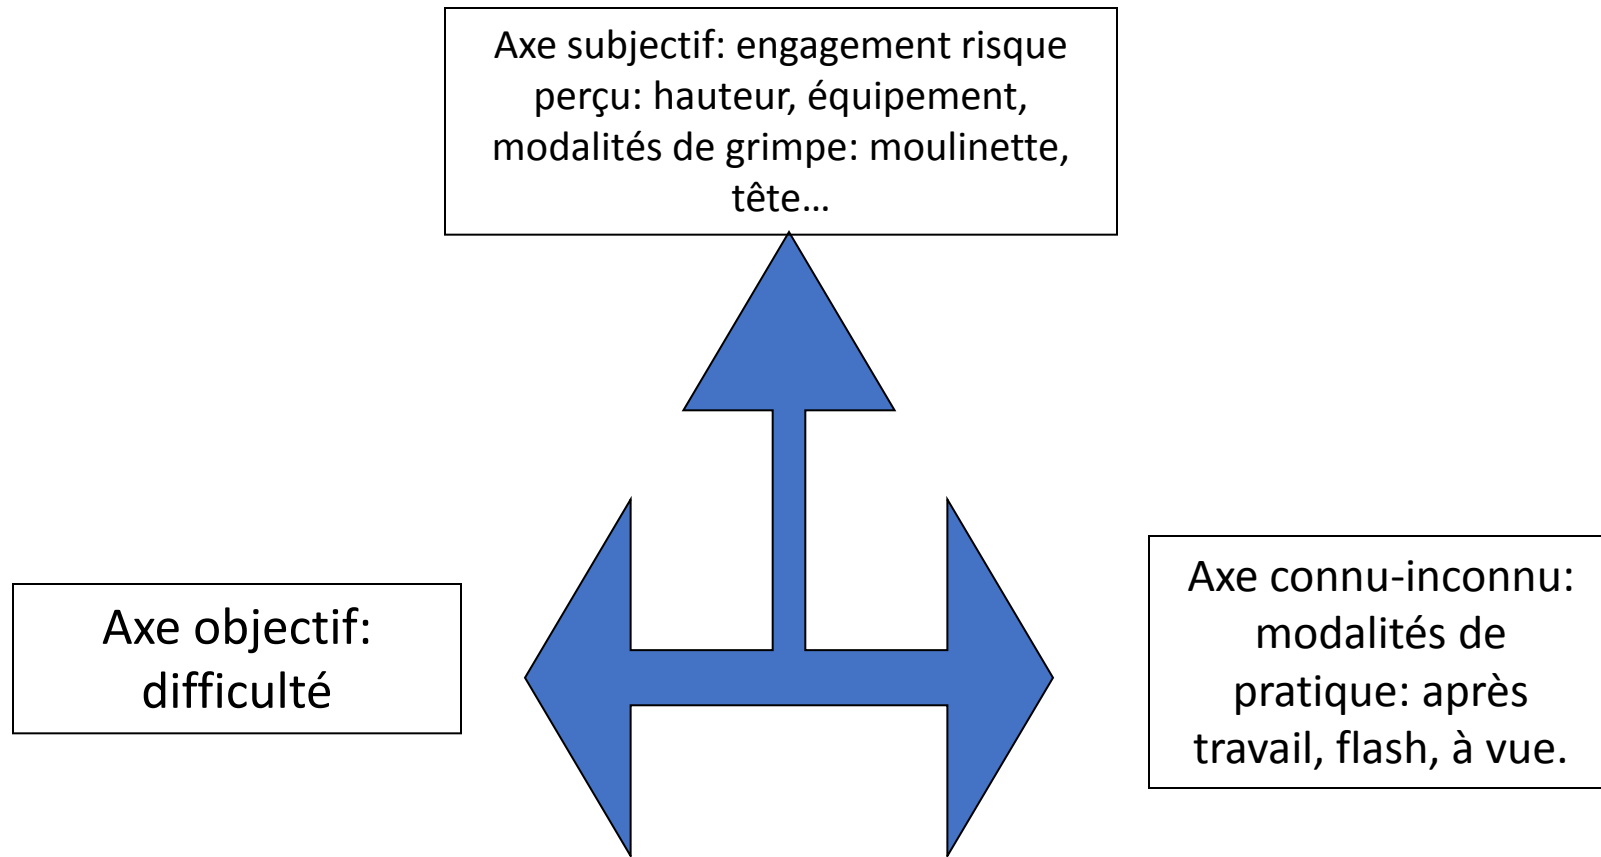 Axe subjectif: engagement risque
perçu: hauteur, équipement,
modalités de grimpe: moulinette,
tête…
Axe objectif:
difficulté
Axe connu-inconnu:
modalités de
pratique: après
travail, flash, à vue.